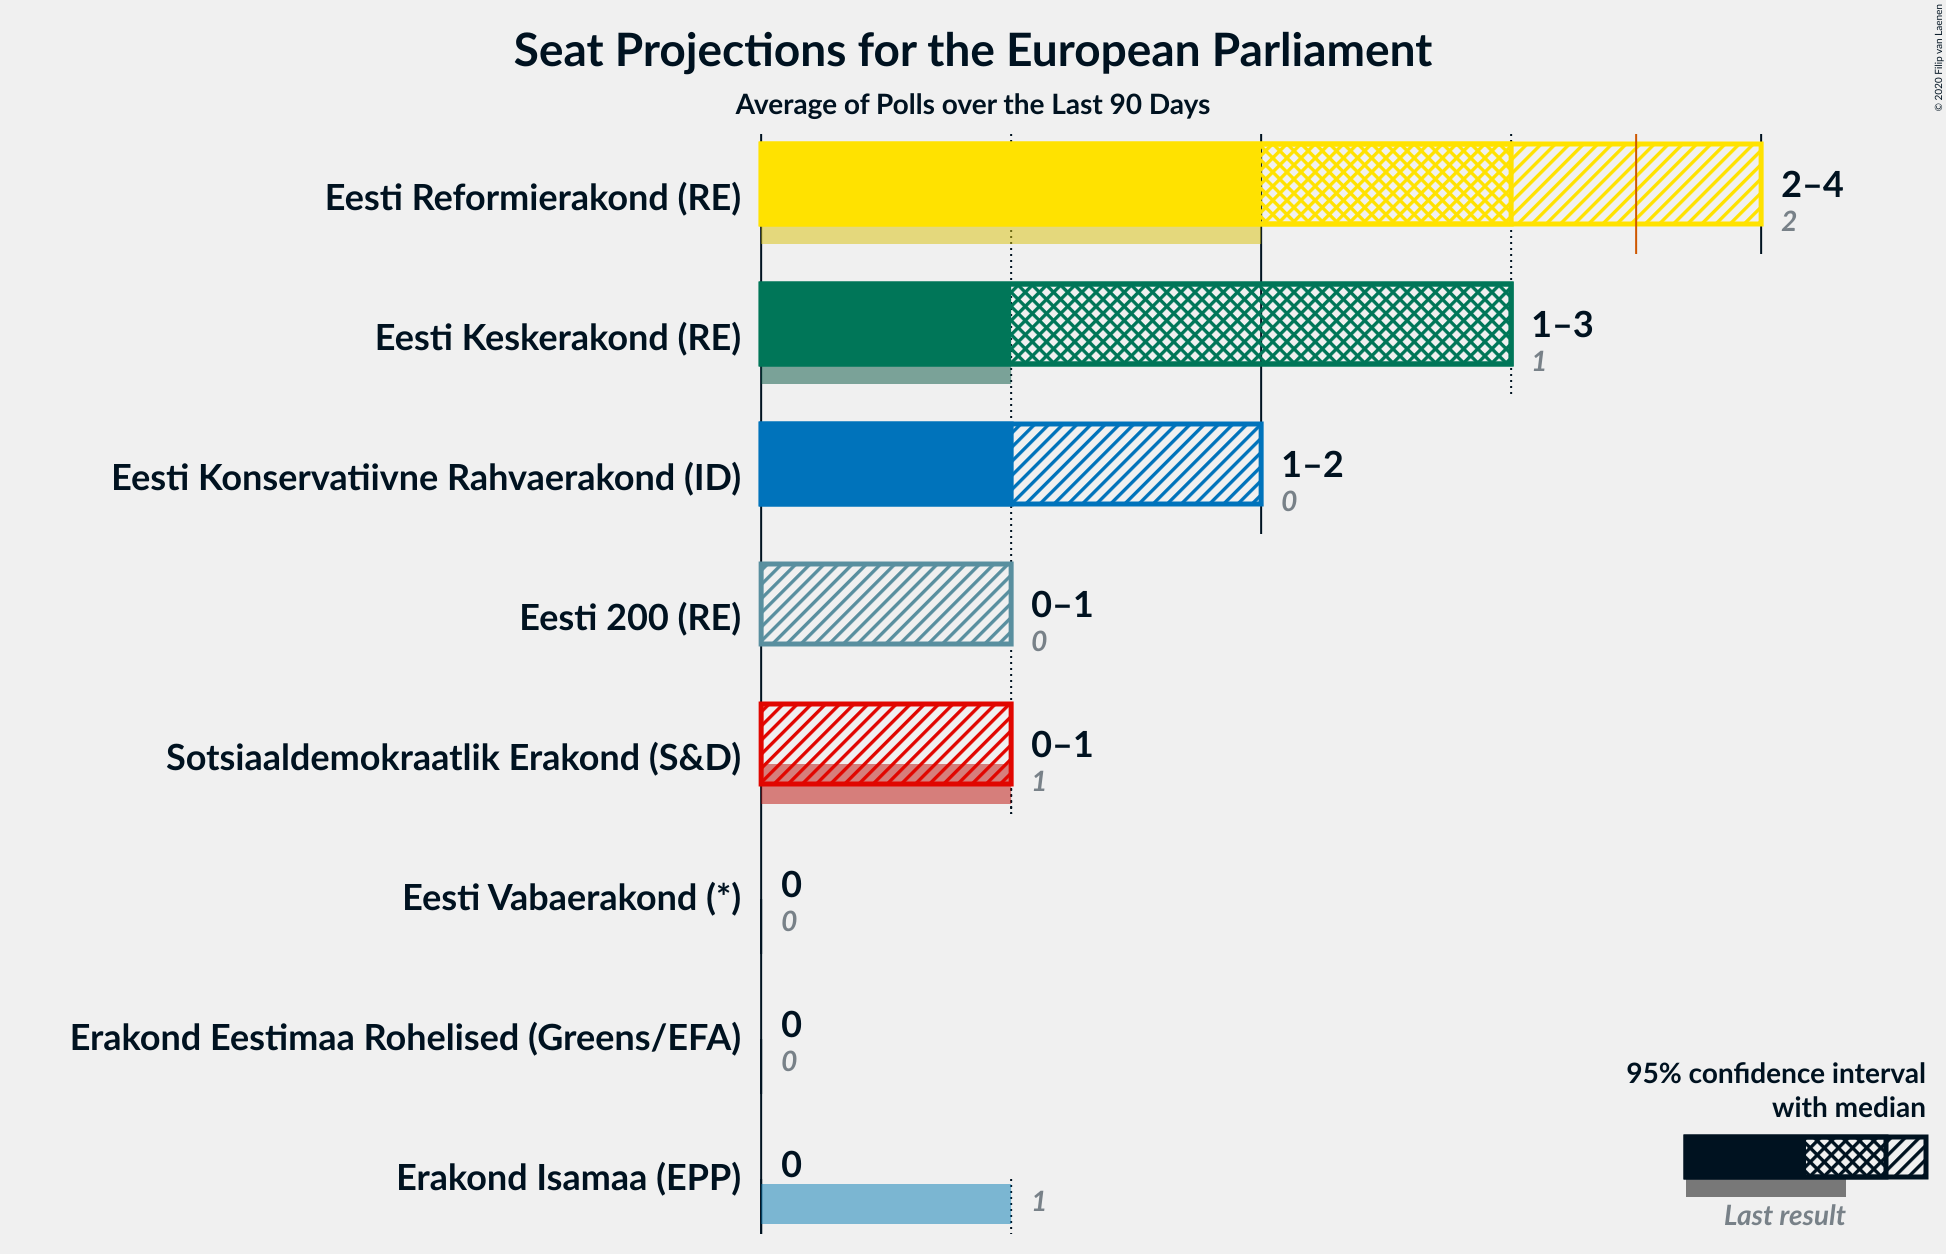 Seat Projections for the European Parliament
Average of Polls over the Last 90 Days
© 2020 Filip van Laenen
Eesti Reformierakond (RE)
2–4
2
Eesti Keskerakond (RE)
1–3
1
Eesti Konservatiivne Rahvaerakond (ID)
1–2
0
Eesti 200 (RE)
0–1
0
Sotsiaaldemokraatlik Erakond (S&D)
0–1
1
Eesti Vabaerakond (*)
0
0
Erakond Eestimaa Rohelised (Greens/EFA)
0
0
Erakond Isamaa (EPP)
0
1
95% confidence interval
with median
Last result